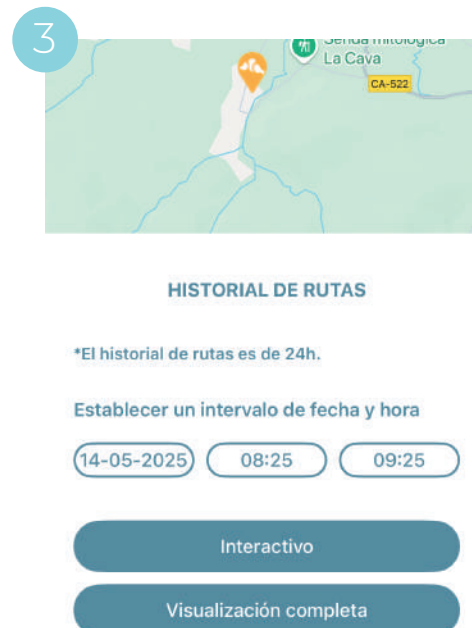 3
Senda mitológica
La Cava
CA-522
HISTORIAL DE RUTAS
*El historial de rutas es de 24h.
Establecer un intervalo de fecha y hora
14-05-2025 08:25 09:25
Interactivo
Visualización completa